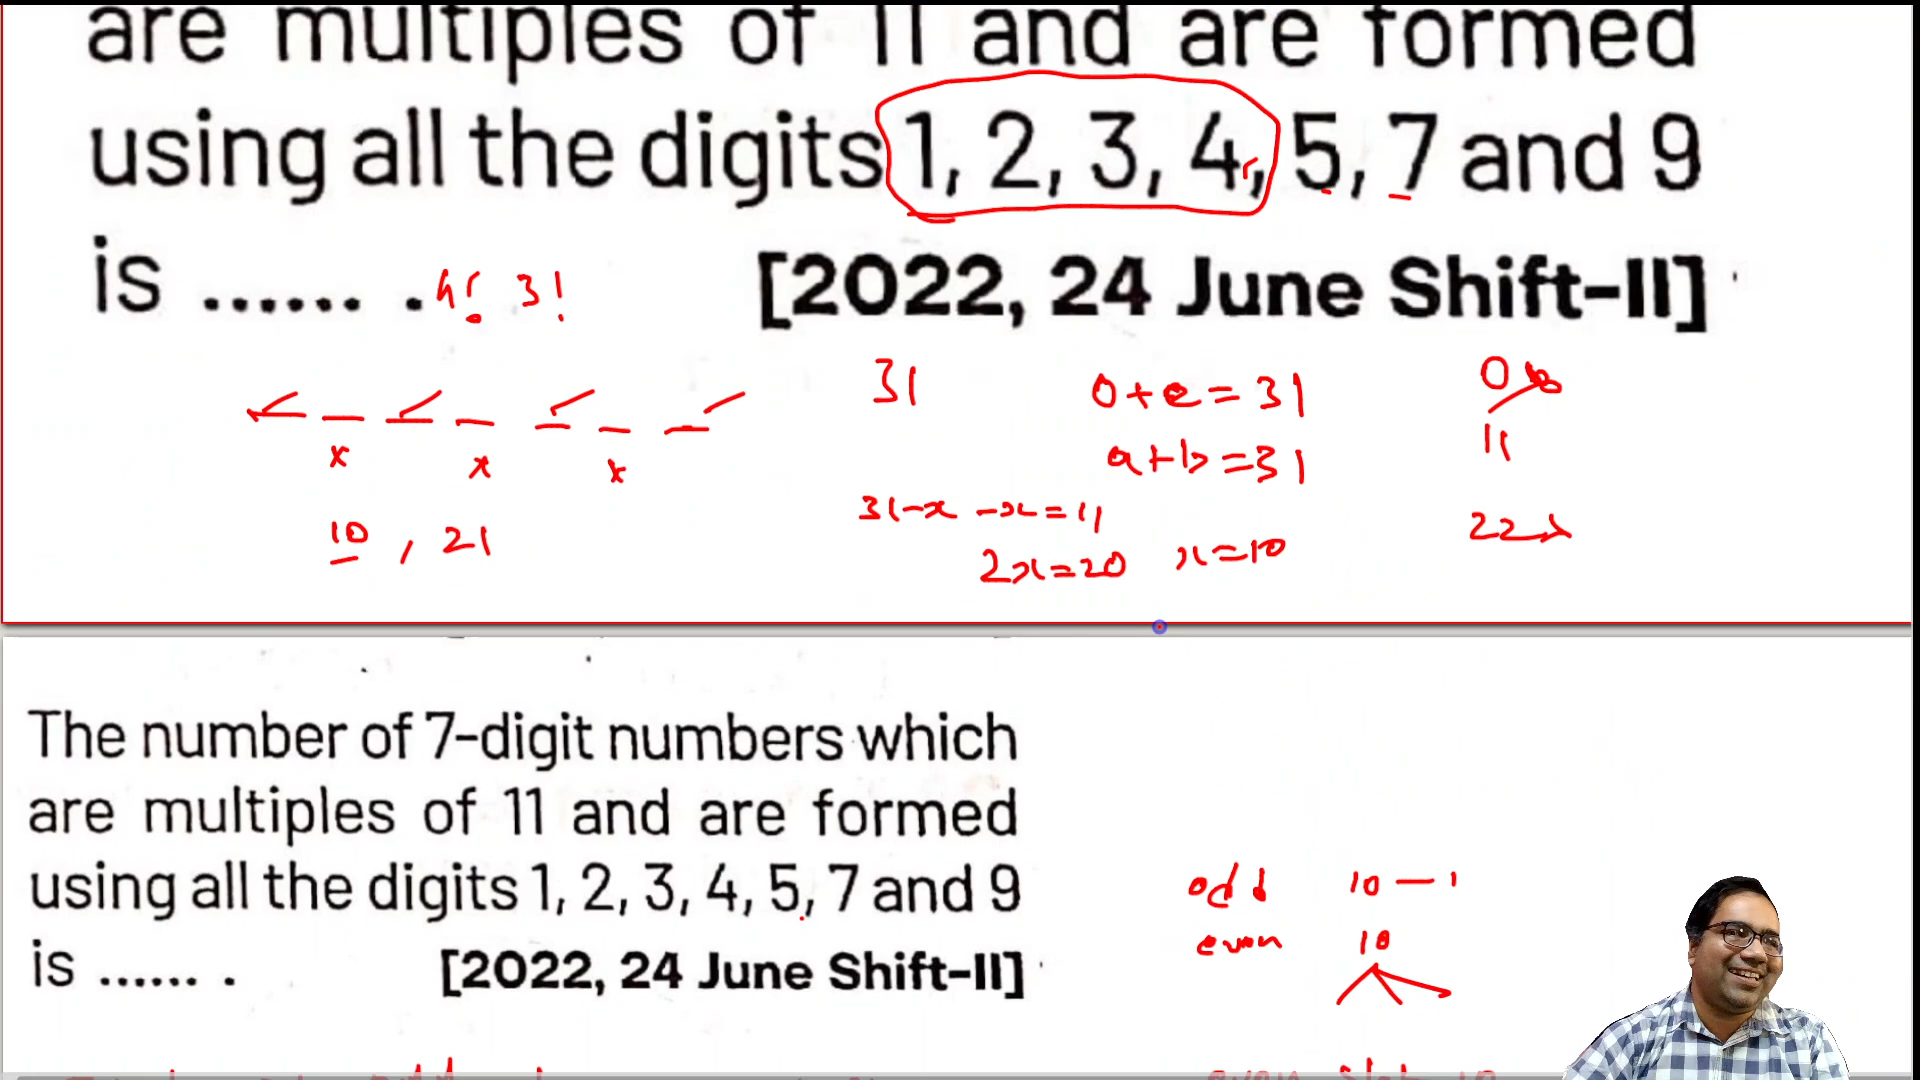 are multiples of 11 and are formed
using all the digits 1, 2, 3, 4, 5, 7 and 9
is ...... . 4! 3! [2022, 24 June Shift-II]
31 o+e=31 0
x x x a+b=31 11
31-x -x=11
10, 21 2x=20 x=10 22
The number of 7-digit numbers which
are multiples of 11 and are formed
using all the digits 1, 2, 3, 4, 5, 7 and 9
is ...... . [2022, 24 June Shift-II]
odd 10 — 1
even 10